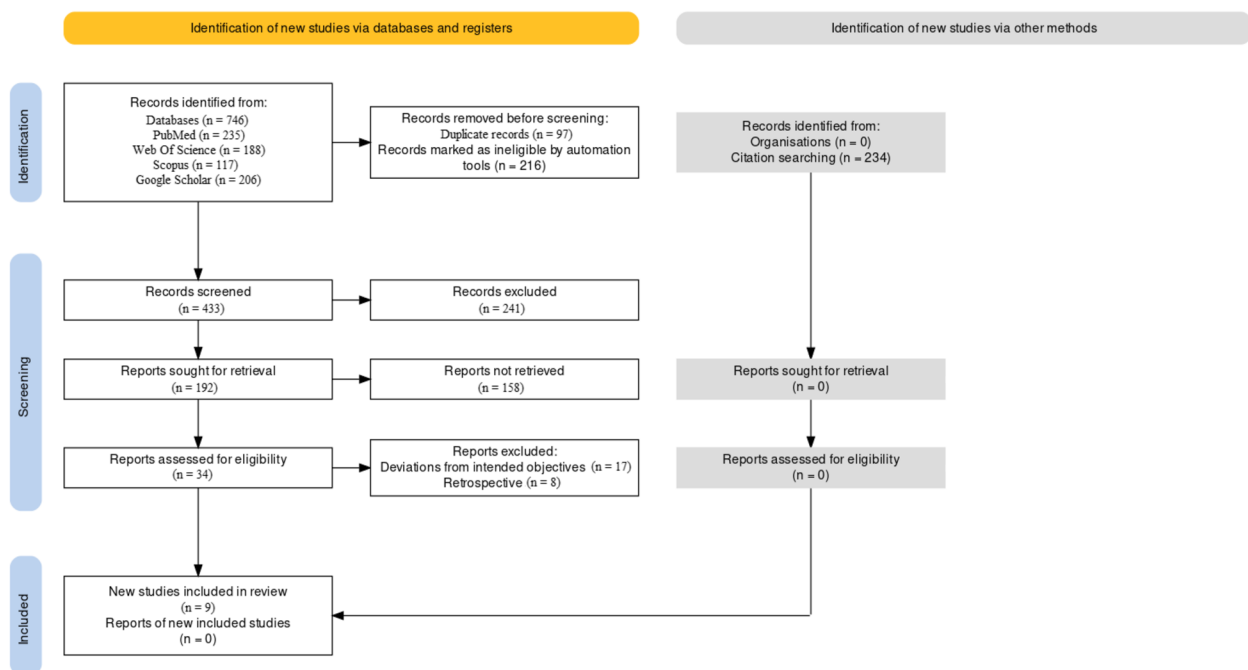 Identification of new studies via databases and registers
Identification of new studies via other methods
Identification
Records identified from:
Databases (n = 746)
PubMed (n = 235)
Web Of Science (n = 188)
Scopus (n = 117)
Google Scholar (n = 206)
Records removed before screening:
Duplicate records (n = 97)
Records marked as ineligible by automation
tools (n = 216)
Records identified from:
Organisations (n = 0)
Citation searching (n = 234)
Screening
Records screened
(n = 433)
Records excluded
(n = 241)
Reports sought for retrieval
(n = 192)
Reports not retrieved
(n = 158)
Reports sought for retrieval
(n = 0)
Reports assessed for eligibility
(n = 34)
Reports excluded:
Deviations from intended objectives (n = 17)
Retrospective (n = 8)
Reports assessed for eligibility
(n = 0)
Included
New studies included in review
(n = 9)
Reports of new included studies
(n = 0)